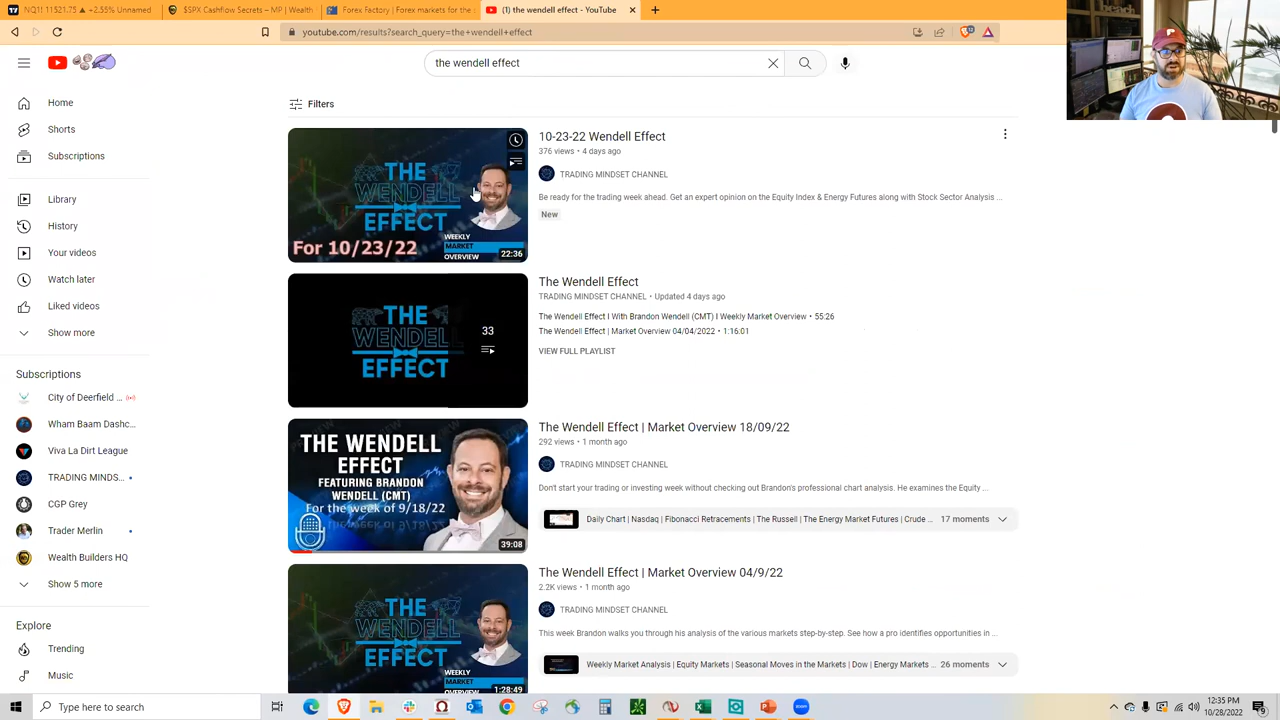 NQ1! 11521.75 ▲ +2.55% Unnamed
$SPX Cashflow Secrets – MP | Wealth
Forex Factory | Forex markets for the
(1) the wendell effect - YouTube
youtube.com/results?search_query=the+wendell+effect
the wendell effect
Filters
Home
Shorts
Subscriptions
Library
History
Your videos
Watch later
Liked videos
Show more
Subscriptions
City of Deerfield ...
Wham Baam Dashc...
Viva La Dirt League
TRADING MINDS...
CGP Grey
Trader Merlin
Wealth Builders HQ
Show 5 more
Explore
Trending
Music
THE
WENDELL
EFFECT
For 10/23/22
WEEKLY
MARKET
OVERVIEW
22:36
10-23-22 Wendell Effect
376 views • 4 days ago
TRADING MINDSET CHANNEL
Be ready for the trading week ahead. Get an expert opinion on the Equity Index & Energy Futures along with Stock Sector Analysis ...
New
THE
WENDELL
EFFECT
33
The Wendell Effect
TRADING MINDSET CHANNEL • Updated 4 days ago
The Wendell Effect I With Brandon Wendell (CMT) I Weekly Market Overview • 55:26
The Wendell Effect | Market Overview 04/04/2022 • 1:16:01
VIEW FULL PLAYLIST
THE WENDELL
EFFECT
FEATURING BRANDON
WENDELL (CMT)
For the week of 9/18/22
39:08
The Wendell Effect | Market Overview 18/09/22
292 views • 1 month ago
TRADING MINDSET CHANNEL
Don't start your trading or investing week without checking out Brandon's professional chart analysis. He examines the Equity ...
Daily Chart | Nasdaq | Fibonacci Retracements | The Russell | The Energy Market Futures | Crude ...
17 moments
THE
WENDELL
EFFECT
WEEKLY
MARKET
OVERVIEW
1:28:49
The Wendell Effect | Market Overview 04/9/22
2.2K views • 1 month ago
TRADING MINDSET CHANNEL
This week Brandon walks you through his analysis of the various markets step-by-step. See how a pro identifies opportunities in ...
Weekly Market Analysis | Equity Markets | Seasonal Moves in the Markets | Dow | Energy Markets ...
26 moments
Type here to search
12:35 PM
10/28/2022